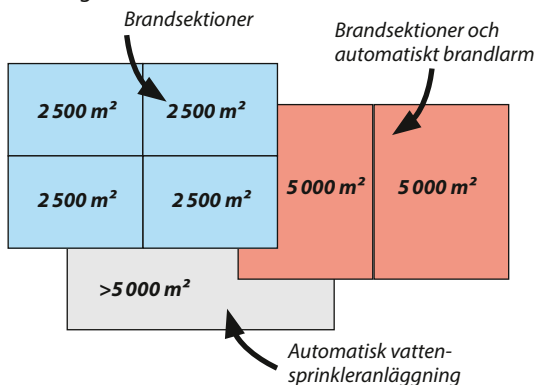 Brandsektioner
Brandsektioner och
automatiskt brandlarm
2 500 m²
2 500 m²
5 000 m²
5 000 m²
2 500 m²
2 500 m²
>5 000 m²
Automatisk vatten-
sprinkleranläggning